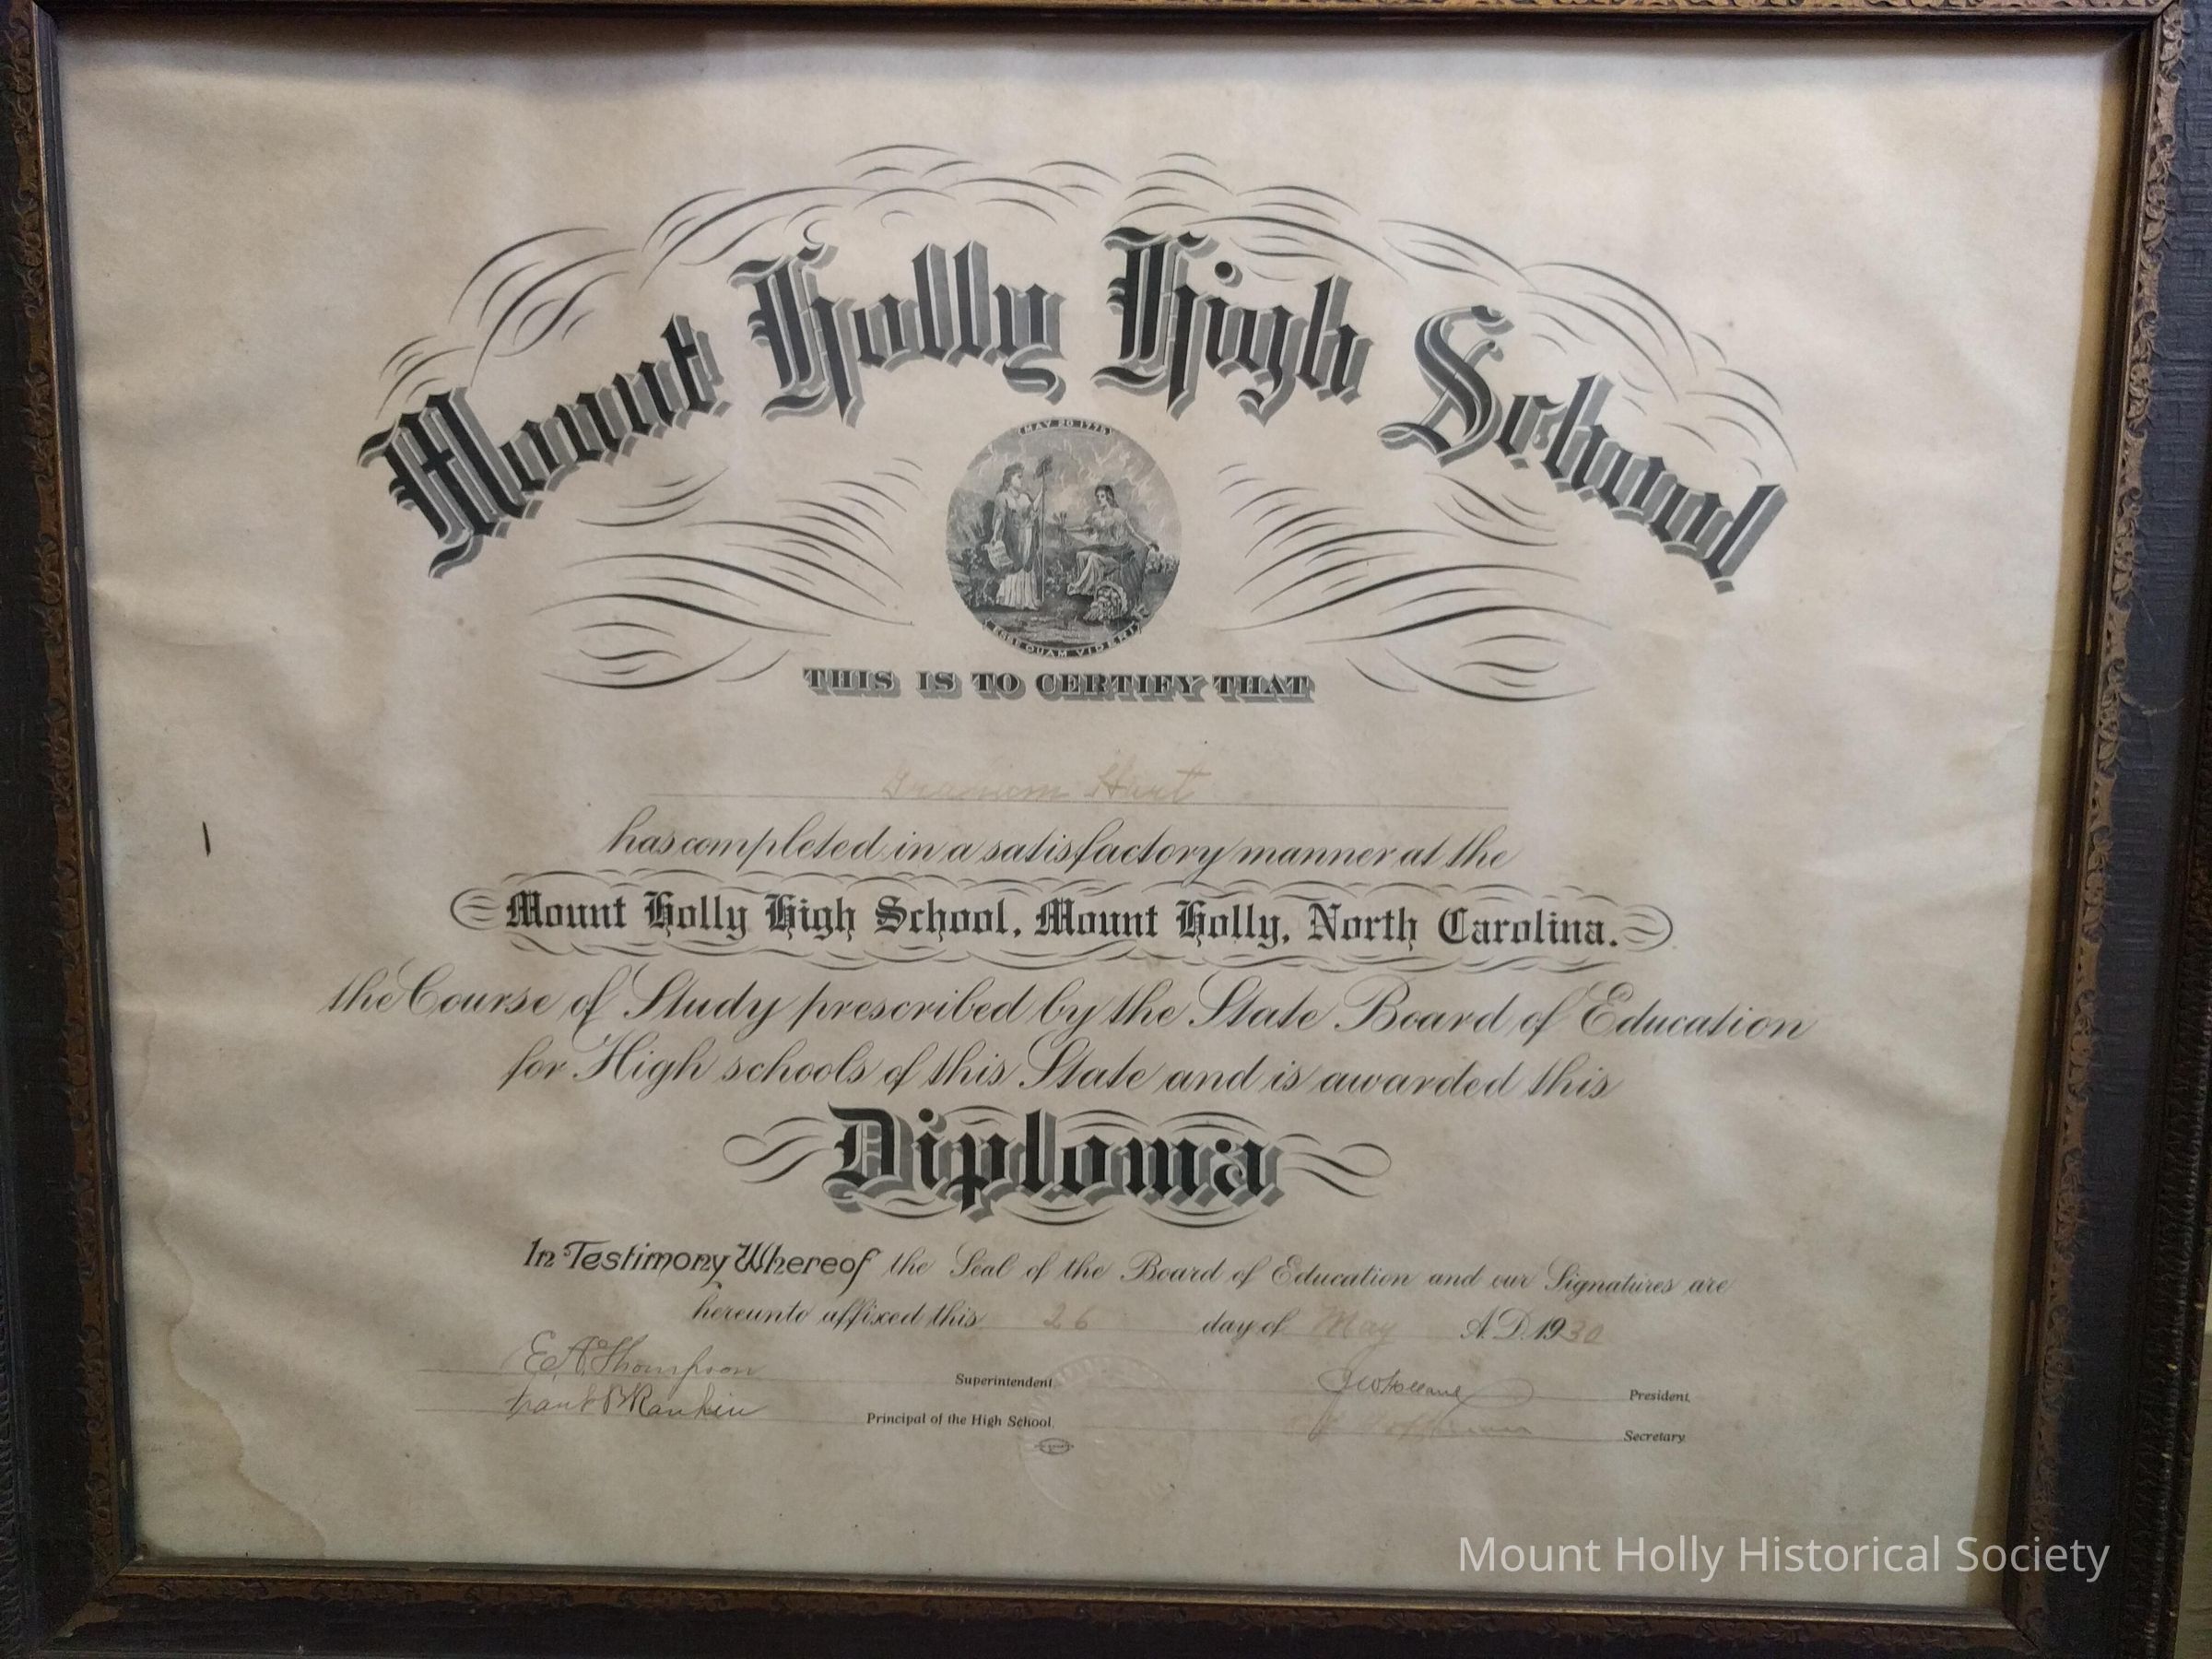 Mount Holly High School
MAY 20 1775
ESSE QUAM VIDERI
THIS IS TO CERTIFY THAT
Graham Hart
has completed in a satisfactory manner at the
Mount Holly High School, Mount Holly, North Carolina.
the Course of Study prescribed by the State Board of Education
for High schools of this State and is awarded this
Diploma
In Testimony Whereof the Seal of the Board of Education and our Signatures are
hereunto affixed this 26 day of May A.D. 1930
E. A. Thompson Superintendent. J W Holland President.
Frank B Rankin Principal of the High School. Secretary
Mount Holly Historical Society